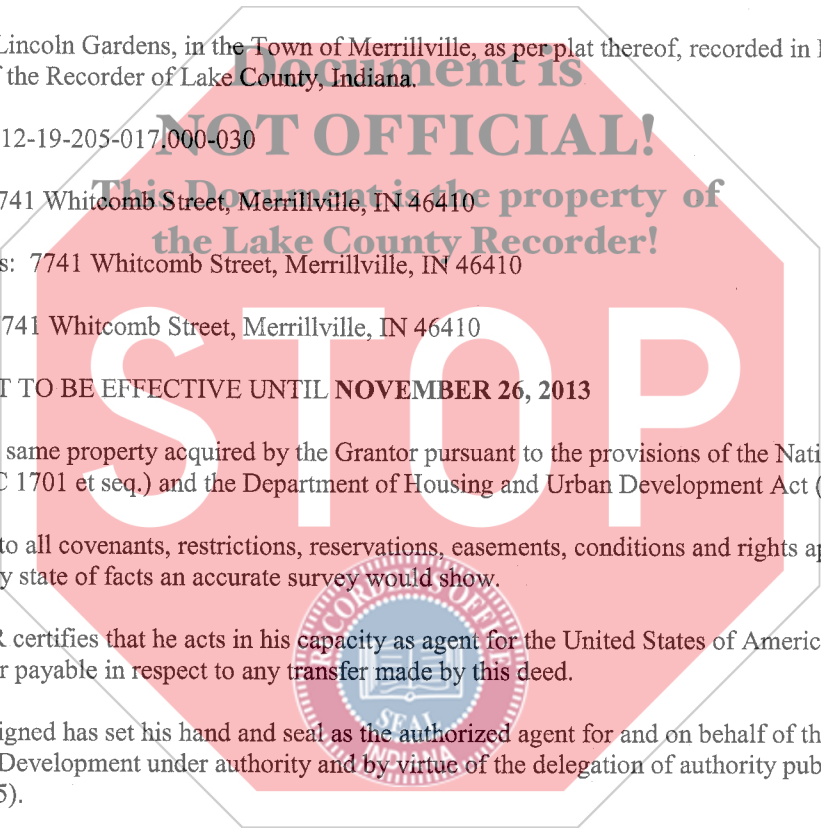 Lincoln Gardens, in the Town of Merrillville, as per plat thereof, recorded in
the Recorder of Lake County, Indiana.
Document is
12-19-205-017.000-030
NOT OFFICIAL!
741 Whitcomb Street, Merrillville, IN 46410
This Document is the property of
the Lake County Recorder!
s: 7741 Whitcomb Street, Merrillville, IN 46410
741 Whitcomb Street, Merrillville, IN 46410
STOP
T TO BE EFFECTIVE UNTIL NOVEMBER 26, 2013
same property acquired by the Grantor pursuant to the provisions of the Nati
C 1701 et seq.) and the Department of Housing and Urban Development Act (
to all covenants, restrictions, reservations, easements, conditions and rights ap
y state of facts an accurate survey would show.
RECORDER'S OFFICE
R certifies that he acts in his capacity as agent for the United States of Americ
r payable in respect to any transfer made by this deed.
SEAL
INDIANA
igned has set his hand and seal as the authorized agent for and on behalf of th
Development under authority and by virtue of the delegation of authority pub
5).